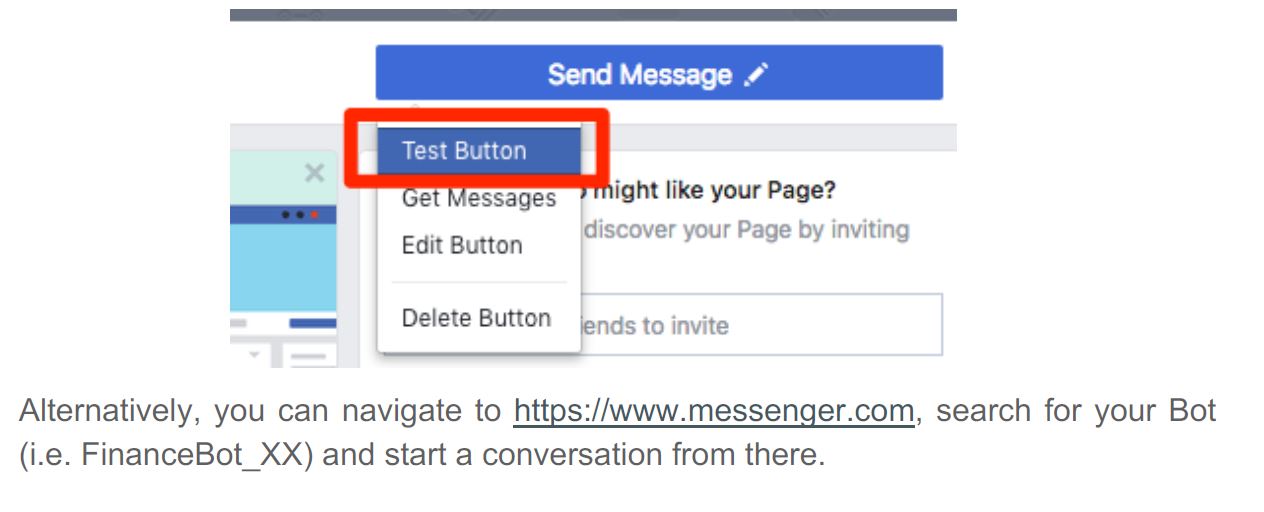 Send Message
Test Button
Get Messages
might like your Page?
Edit Button
discover your Page by inviting
Delete Button
to invite
Alternatively, you can navigate to https://www.messenger.com, search for your Bot
(i.e. FinanceBot_XX) and start a conversation from there.